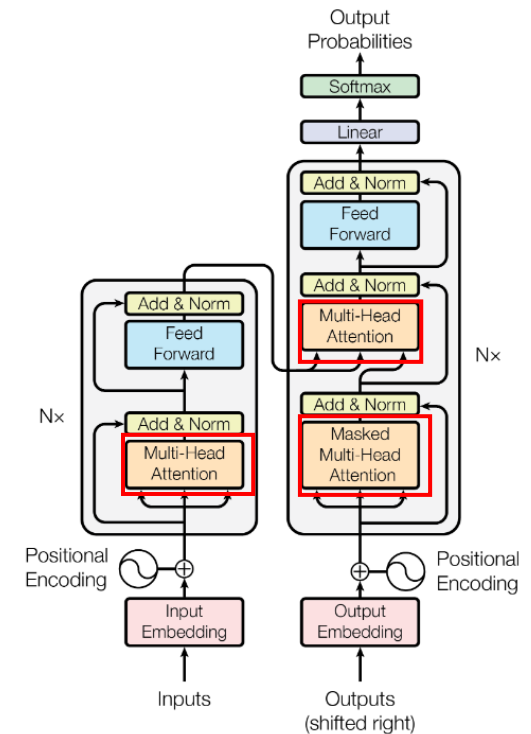 Output
Probabilities
Softmax
Linear
Add & Norm
Feed
Forward
Add & Norm
Multi-Head
Attention
Add & Norm
Masked
Multi-Head
Attention
N×
Add & Norm
Feed
Forward
N×
Add & Norm
Multi-Head
Attention
Positional
Encoding
Positional
Encoding
Input
Embedding
Output
Embedding
Inputs
Outputs
(shifted right)